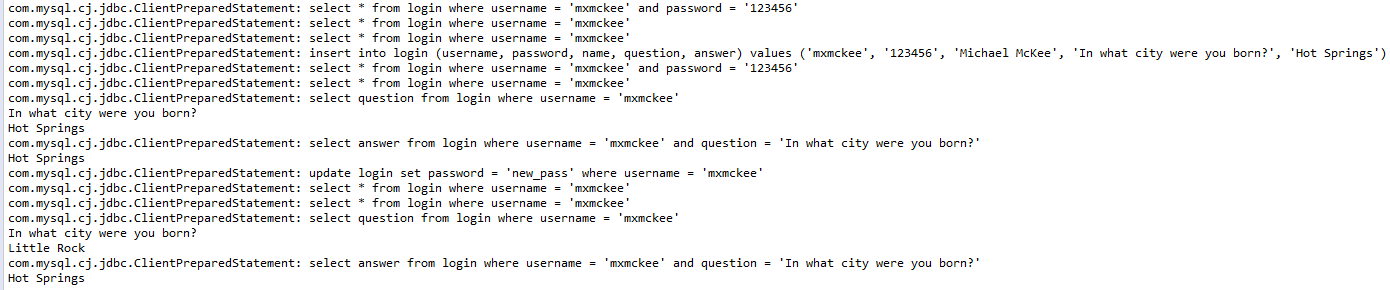 com.mysql.cj.jdbc.ClientPreparedStatement: select * from login where username = 'mxmckee' and password = '123456'
com.mysql.cj.jdbc.ClientPreparedStatement: select * from login where username = 'mxmckee'
com.mysql.cj.jdbc.ClientPreparedStatement: select * from login where username = 'mxmckee'
com.mysql.cj.jdbc.ClientPreparedStatement: insert into login (username, password, name, question, answer) values ('mxmckee', '123456', 'Michael McKee', 'In what city were you born?', 'Hot Springs')
com.mysql.cj.jdbc.ClientPreparedStatement: select * from login where username = 'mxmckee' and password = '123456'
com.mysql.cj.jdbc.ClientPreparedStatement: select * from login where username = 'mxmckee'
com.mysql.cj.jdbc.ClientPreparedStatement: select question from login where username = 'mxmckee'
In what city were you born?
Hot Springs
com.mysql.cj.jdbc.ClientPreparedStatement: select answer from login where username = 'mxmckee' and question = 'In what city were you born?'
Hot Springs
com.mysql.cj.jdbc.ClientPreparedStatement: update login set password = 'new_pass' where username = 'mxmckee'
com.mysql.cj.jdbc.ClientPreparedStatement: select * from login where username = 'mxmckee'
com.mysql.cj.jdbc.ClientPreparedStatement: select * from login where username = 'mxmckee'
com.mysql.cj.jdbc.ClientPreparedStatement: select question from login where username = 'mxmckee'
In what city were you born?
Little Rock
com.mysql.cj.jdbc.ClientPreparedStatement: select answer from login where username = 'mxmckee' and question = 'In what city were you born?'
Hot Springs